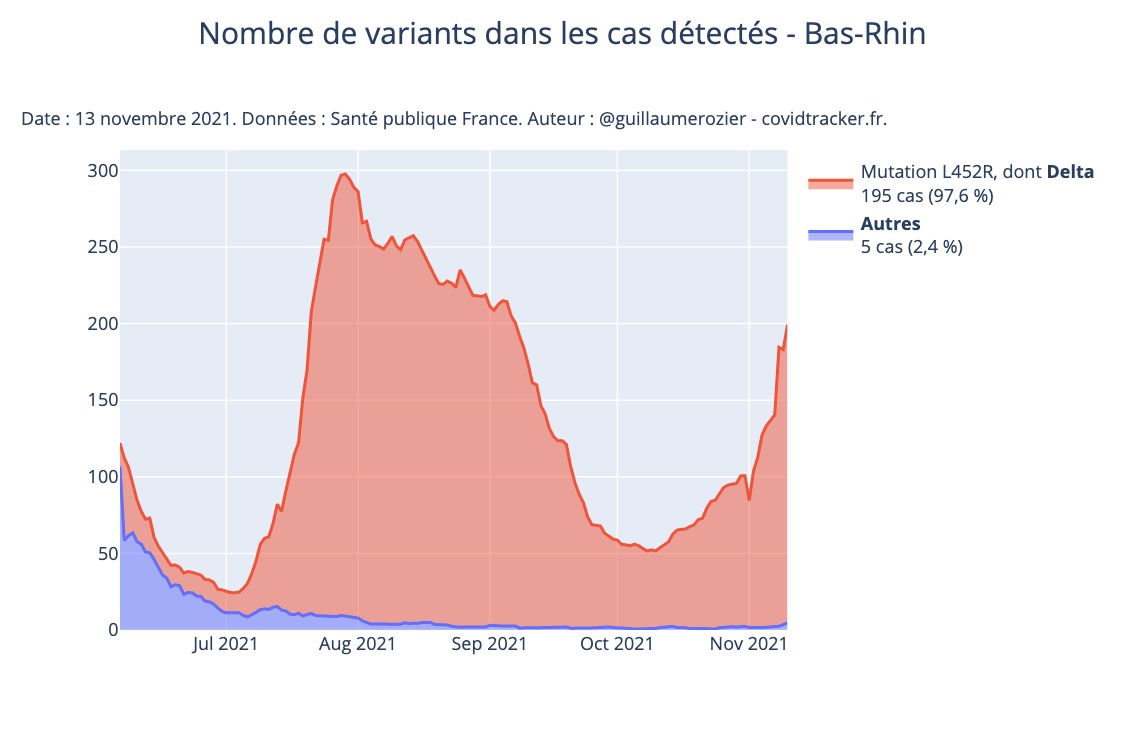 Nombre de variants dans les cas détectés - Bas-Rhin
Date : 13 novembre 2021. Données : Santé publique France. Auteur : @guillaumerozier - covidtracker.fr.
Mutation L452R, dont Delta
195 cas (97,6 %)
Autres
5 cas (2,4 %)
300
250
200
150
100
50
0
Jul 2021
Aug 2021
Sep 2021
Oct 2021
Nov 2021